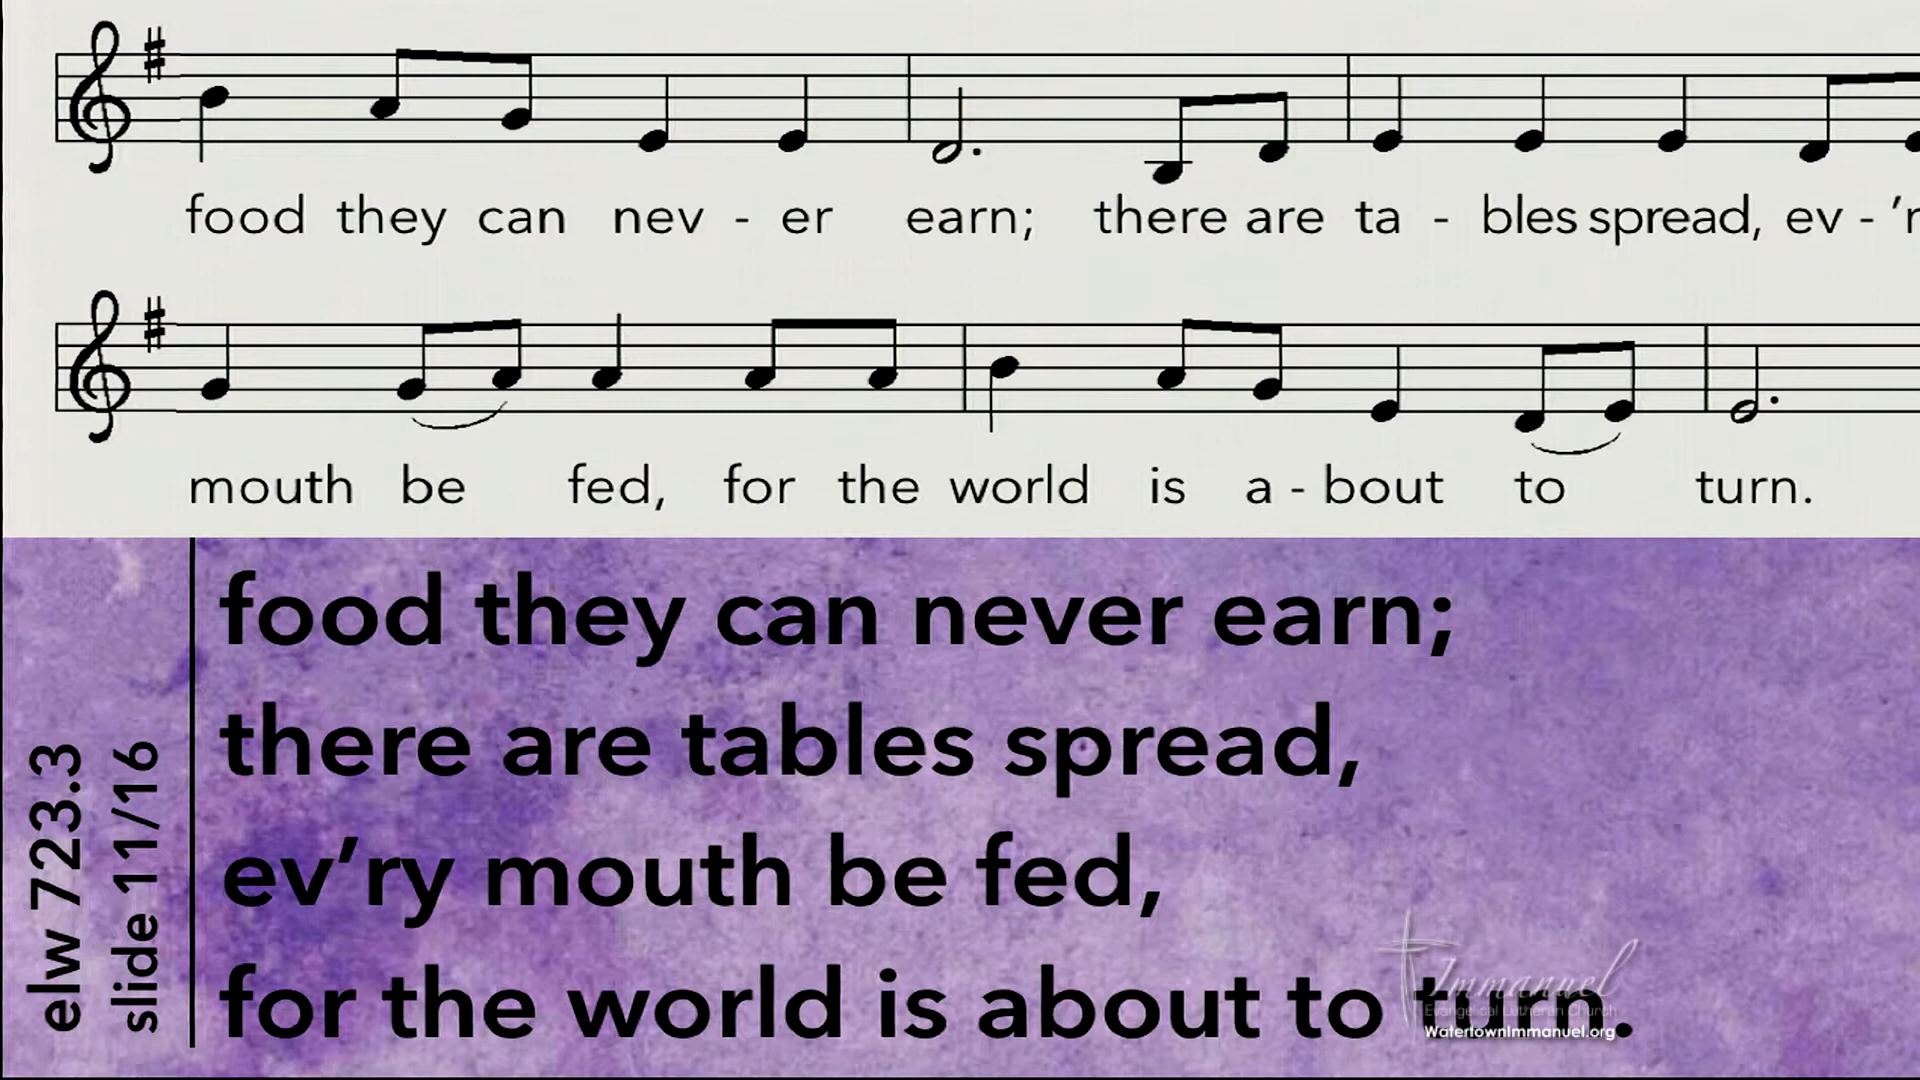 food they can nev - er earn; there are ta - bles spread, ev - ’r
mouth be fed, for the world is a - bout to turn.
elw 723.3
slide 11/16
food they can never earn;
there are tables spread,
ev’ry mouth be fed,
for the world is about to turn.
Immanuel
Evangelical Lutheran Church
WatertownImmanuel.org